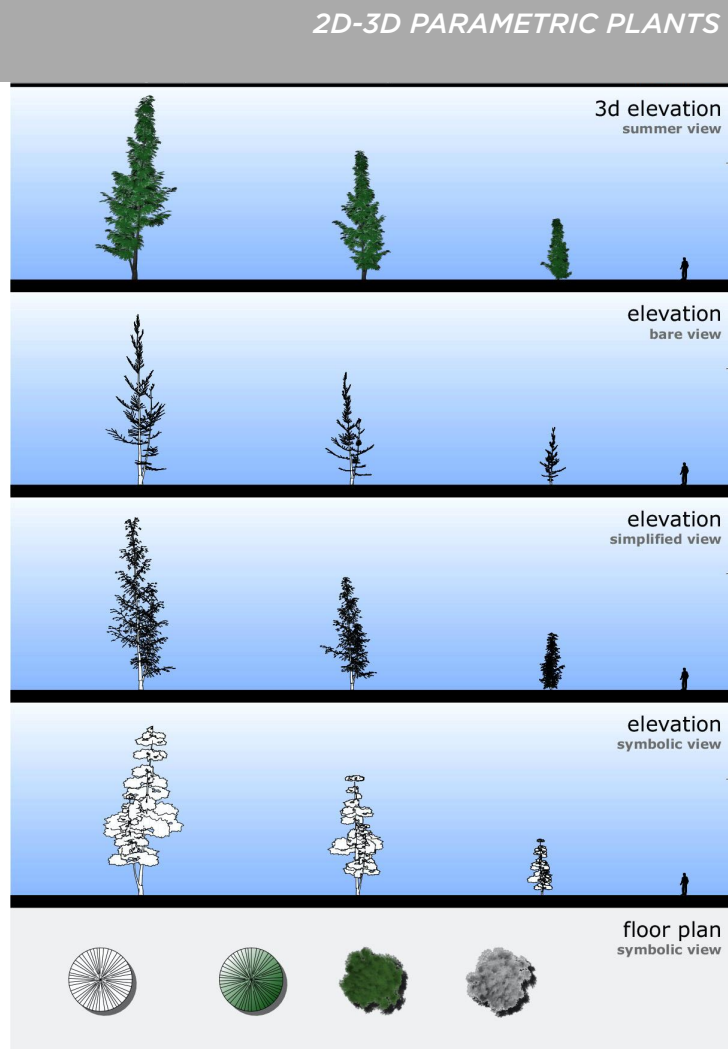 2D-3D PARAMETRIC PLANTS
3d elevation
summer view
elevation
bare view
elevation
simplified view
elevation
symbolic view
floor plan
symbolic view